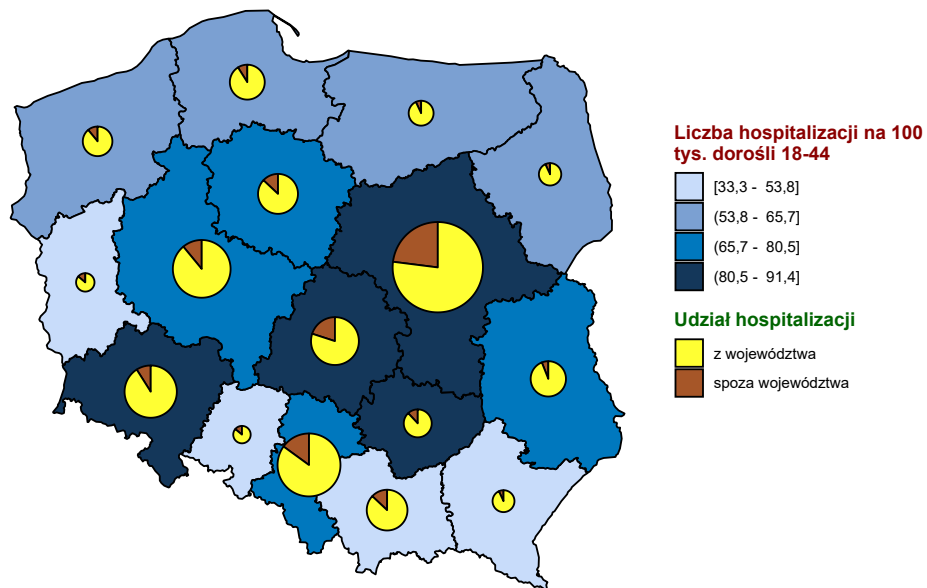 Liczba hospitalizacji na 100
tys. dorośli 18-44
[33,3 - 53,8]
(53,8 - 65,7]
(65,7 - 80,5]
(80,5 - 91,4]
Udział hospitalizacji
z województwa
spoza województwa